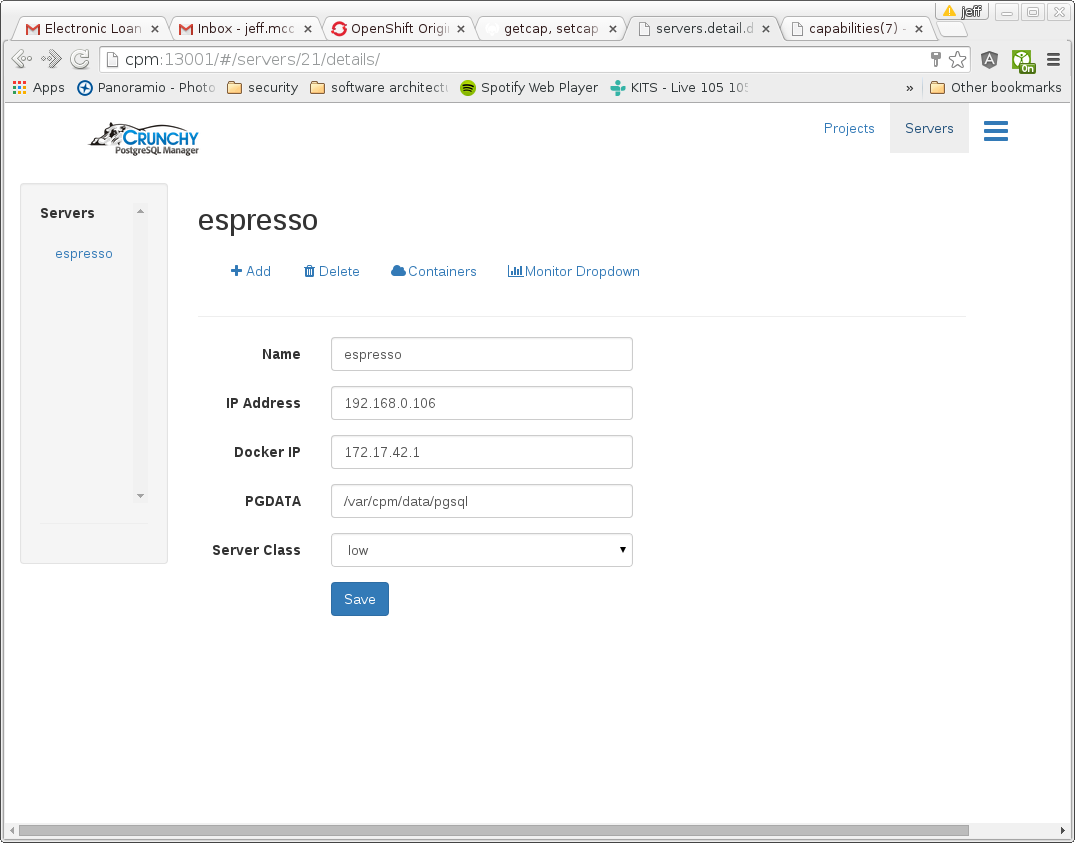 jeff
Electronic Loan Inbox - jeff.mcc OpenShift Origi getcap, setcap servers.detail.d capabilities(7) -
cpm:13001/#/servers/21/details/
On
Apps Panoramio - Photo security software architectu Spotify Web Player KITS - Live 105 105 » Other bookmarks
CRUNCHY
PostgreSQL Manager
Projects Servers
Servers
espresso
espresso
Add Delete Containers Monitor Dropdown
Name espresso
IP Address 192.168.0.106
Docker IP 172.17.42.1
PGDATA /var/cpm/data/pgsql
Server Class low
Save